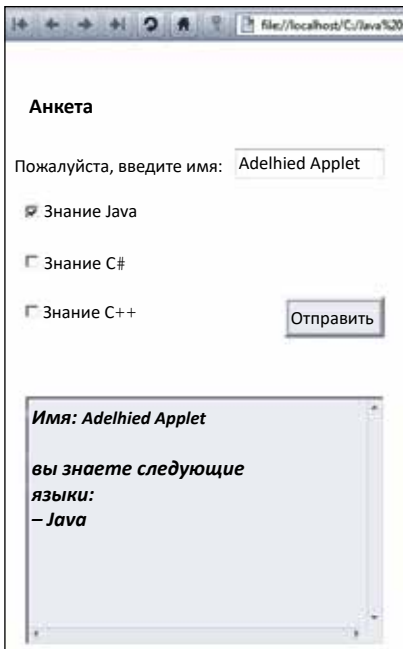 file://localhost/C:/Java%20
Анкета
Пожалуйста, введите имя: Adelhied Applet
Знание Java
Знание C#
Знание C++
Отправить
Имя: Adelhied Applet
вы знаете следующие
языки:
– Java